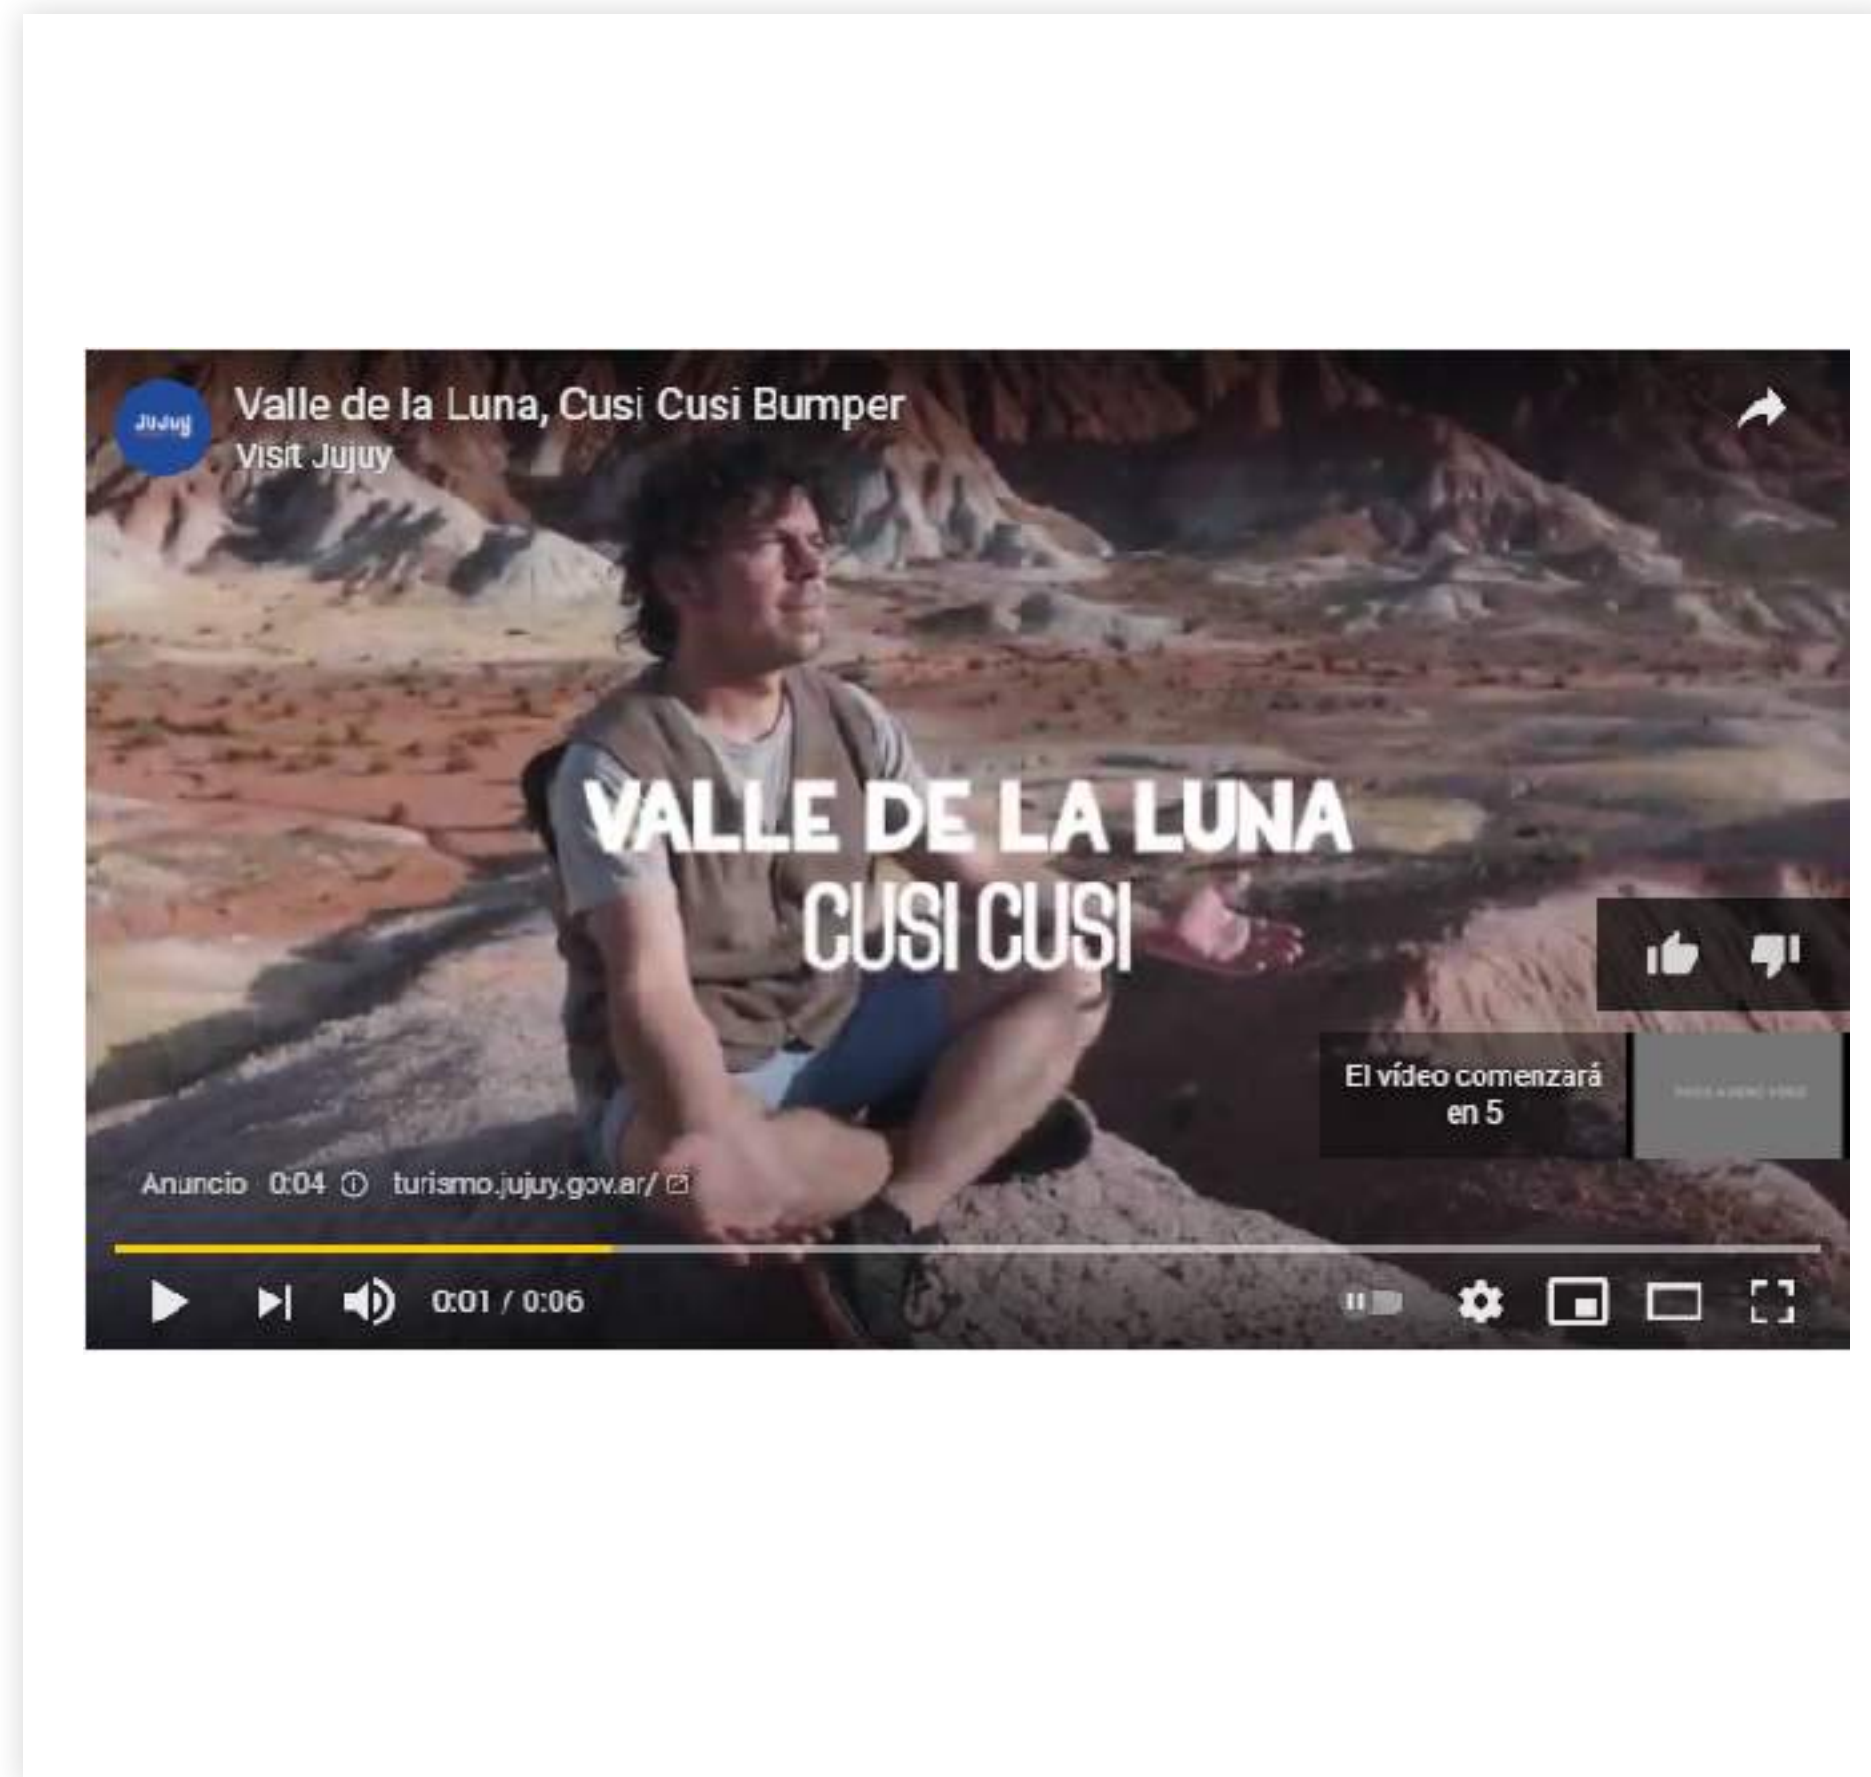 Jujuy
Valle de la Luna, Cusi Cusi Bumper
Visit Jujuy
VALLE DE LA LUNA
CUSI CUSI
El vídeo comenzará
en 5
Anuncio 0:04 turismo.jujuy.gov.ar/
0:01 / 0:06